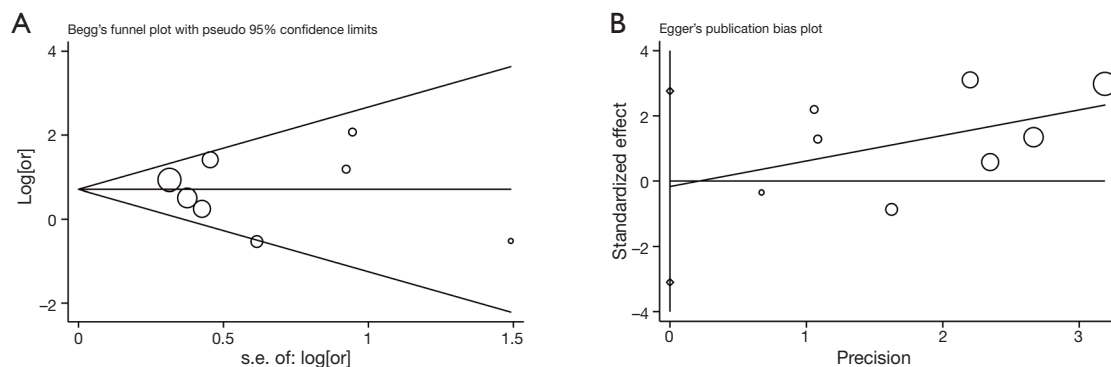 A
Begg's funnel plot with pseudo 95% confidence limits
4
2
0
–2
Log[or]
0
0.5
1
1.5
s.e. of: log[or]
B
Egger's publication bias plot
4
2
0
–2
–4
Standardized effect
0
1
2
3
Precision